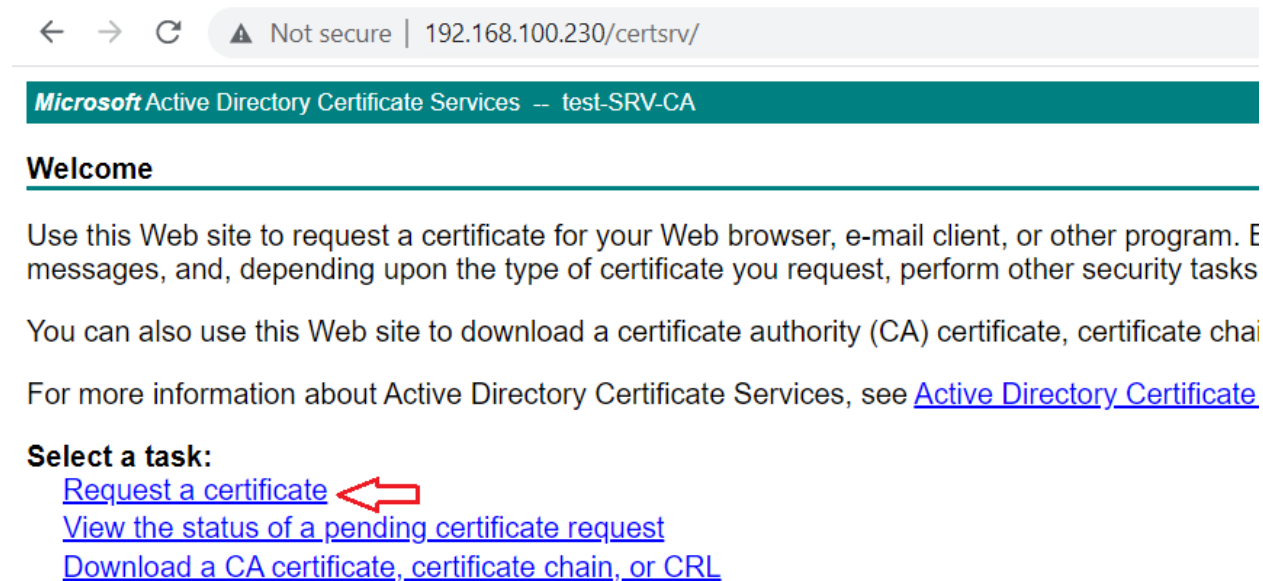 Not secure | 192.168.100.230/certsrv/
Microsoft Active Directory Certificate Services -- test-SRV-CA
Welcome
Use this Web site to request a certificate for your Web browser, e-mail client, or other program.
messages, and, depending upon the type of certificate you request, perform other security tasks
You can also use this Web site to download a certificate authority (CA) certificate, certificate chai
For more information about Active Directory Certificate Services, see Active Directory Certificate
Select a task:
Request a certificate
View the status of a pending certificate request
Download a CA certificate, certificate chain, or CRL